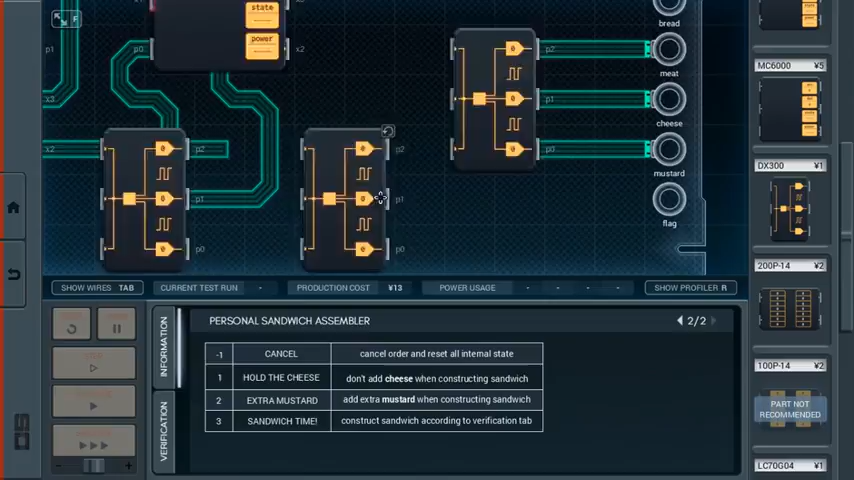 F
state
power
p0
x2
p1
x3
x2
p2
p1
p0
p2
p1
p0
p2
p1
p0
bread
meat
cheese
mustard
flag
MC6000 ¥5
DX300 ¥1
200P-14 ¥2
100P-14 ¥2
PART NOT
RECOMMENDED
LC70G04 ¥1
SHOW WIRES TAB
CURRENT TEST RUN -
PRODUCTION COST ¥13
POWER USAGE - - - -
SHOW PROFILER R
INFORMATION
VERIFICATION
PERSONAL SANDWICH ASSEMBLER
2/2
-1 CANCEL cancel order and reset all internal state
1 HOLD THE CHEESE don't add cheese when constructing sandwich
2 EXTRA MUSTARD add extra mustard when constructing sandwich
3 SANDWICH TIME! construct sandwich according to verification tab